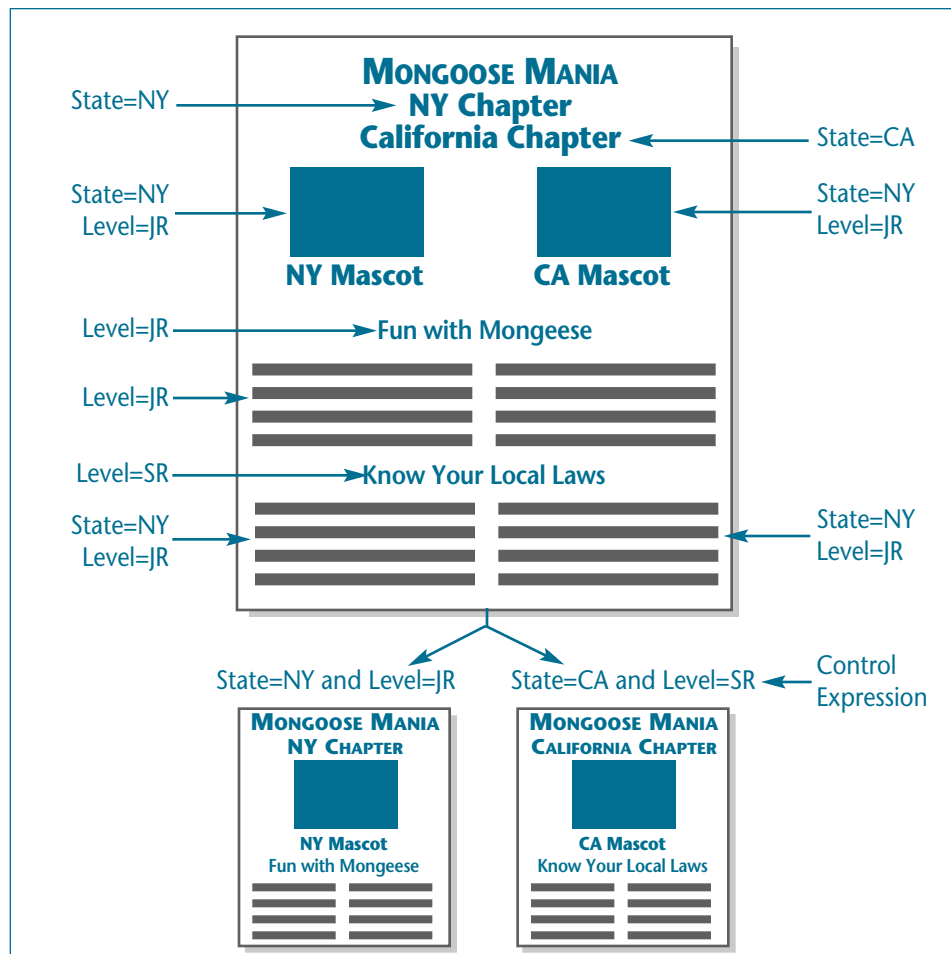 MONGOOSE MANIA
State=NY
NY Chapter
California Chapter
State=CA
State=NY
Level=JR
State=NY
Level=JR
NY Mascot
CA Mascot
Level=JR
Fun with Mongeese
Level=JR
Level=SR
Know Your Local Laws
State=NY
Level=JR
State=NY
Level=JR
State=NY and Level=JR
State=CA and Level=SR
Control
Expression
MONGOOSE MANIA
NY CHAPTER
NY Mascot
Fun with Mongeese
MONGOOSE MANIA
CALIFORNIA CHAPTER
CA Mascot
Know Your Local Laws